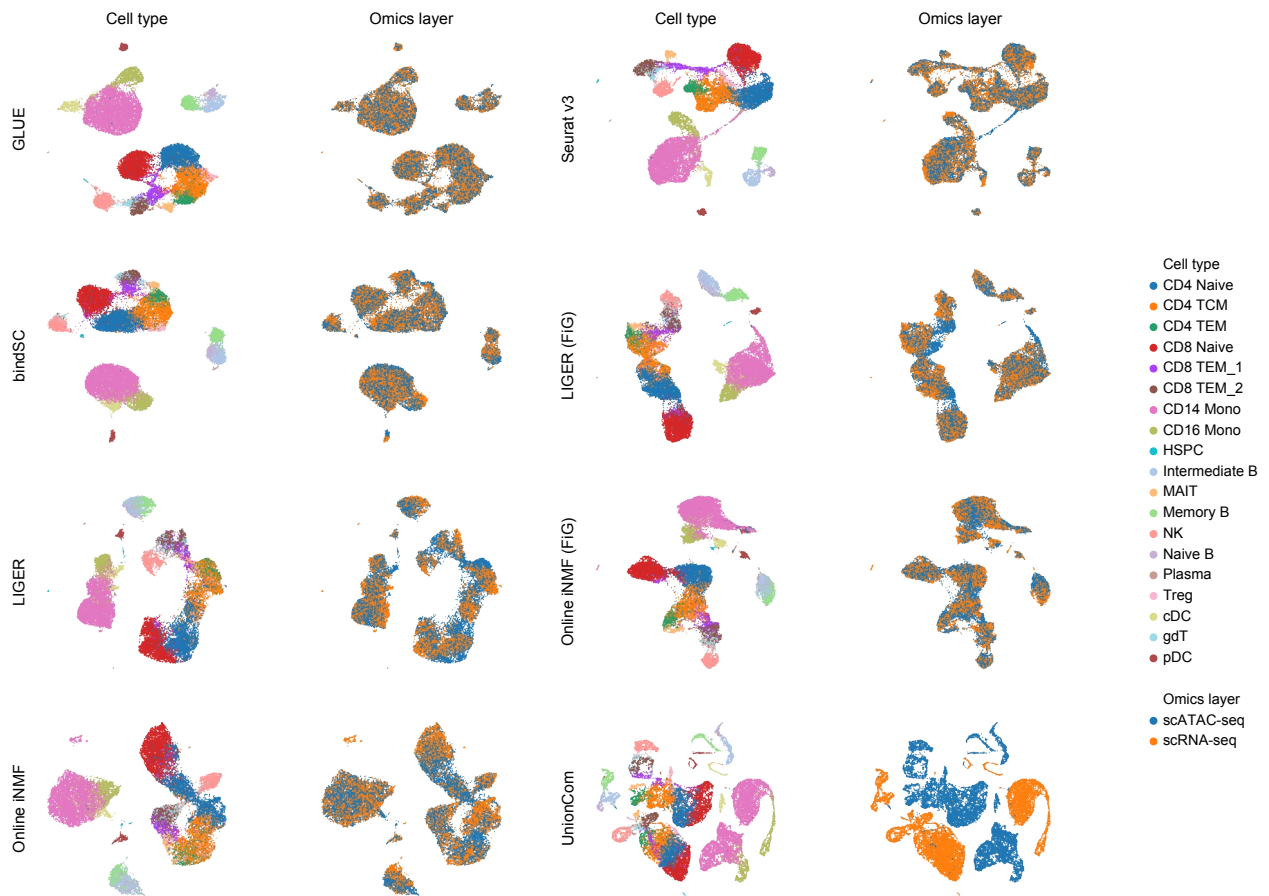 Cell type
Omics layer
Cell type
Omics layer
GLUE
Seurat v3
bindSC
LIGER (FiG)
LIGER
Online iNMF (FiG)
Online iNMF
UnionCom
Cell type
CD4 Naive
CD4 TCM
CD4 TEM
CD8 Naive
CD8 TEM_1
CD8 TEM_2
CD14 Mono
CD16 Mono
HSPC
Intermediate B
MAIT
Memory B
NK
Naive B
Plasma
Treg
cDC
gdT
pDC
Omics layer
scATAC-seq
scRNA-seq